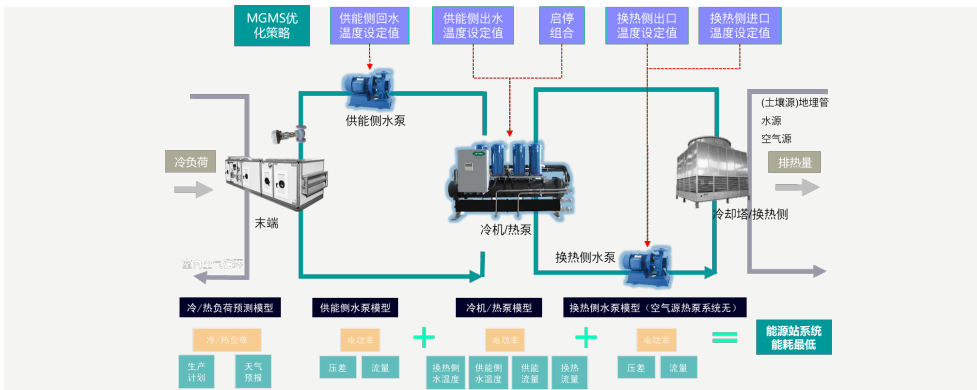 MGMS优
化策略
供能侧回水
温度设定值
供能侧出水
温度设定值
启停
组合
换热侧出口
温度设定值
换热侧进口
温度设定值
供能侧水泵
(土壤源)地埋管
水源
空气源
冷负荷
排热量
末端
冷机/热泵
冷却塔/换热侧
换热侧水泵
冷/热负荷预测模型
供能侧水泵模型
冷机/热泵模型
换热侧水泵模型（空气源热泵系统无）
冷/热负荷
电功率
+
电功率
+
电功率
=
能源站系统
能耗最低
生产
计划
天气
预报
压差
流量
换热侧
水温度
供能侧
水温度
供能
流量
换热
流量
压差
流量